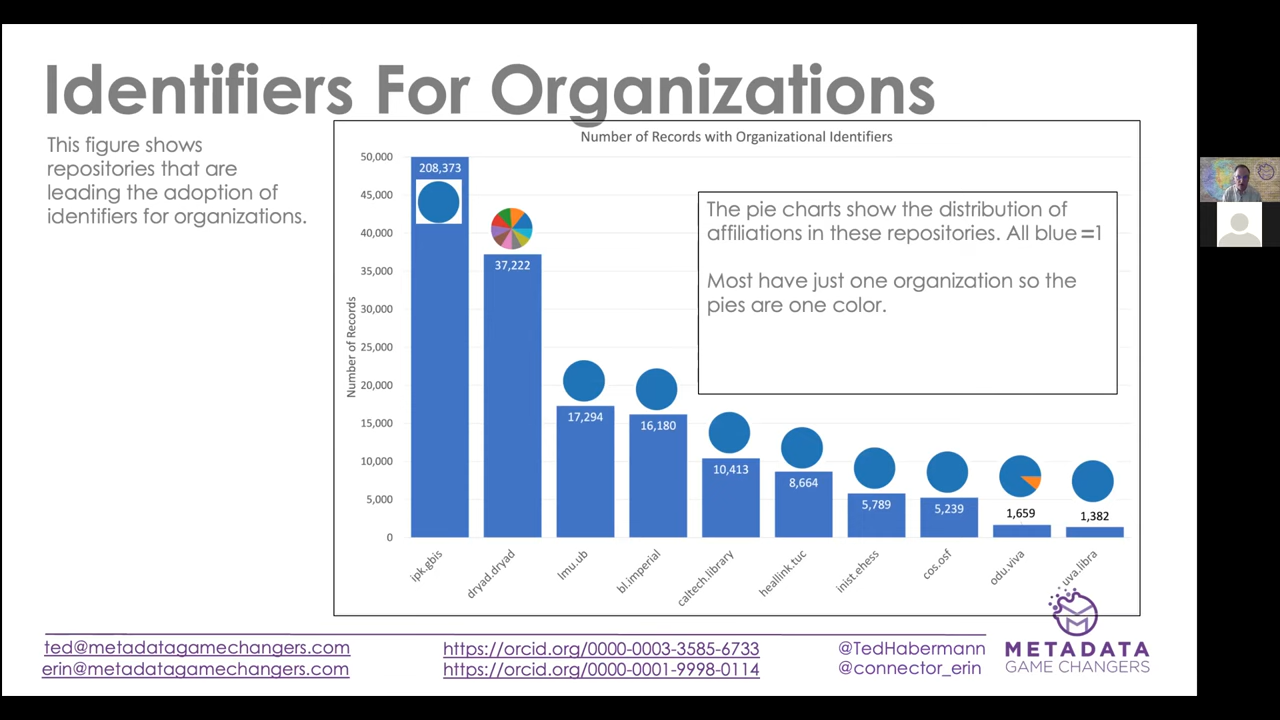 Identifiers For Organizations
This figure shows
repositories that are
leading the adoption of
identifiers for organizations.
Number of Records with Organizational Identifiers
Number of Records
50,000
45,000
40,000
35,000
30,000
25,000
20,000
15,000
10,000
5,000
0
208,373
37,222
17,294
16,180
10,413
8,664
5,789
5,239
1,659
1,382
The pie charts show the distribution of
affiliations in these repositories. All blue =1
Most have just one organization so the
pies are one color.
ipk.gbis
dryad.dryad
lmu.ub
bl.imperial
caltech.library
heallink.tuc
inist.ehess
cos.osf
odu.viva
uva.libra
ted@metadatagamechangers.com
erin@metadatagamechangers.com
https://orcid.org/0000-0003-3585-6733
https://orcid.org/0000-0001-9998-0114
@TedHabermann
@connector_erin
METADATA
GAME CHANGERS